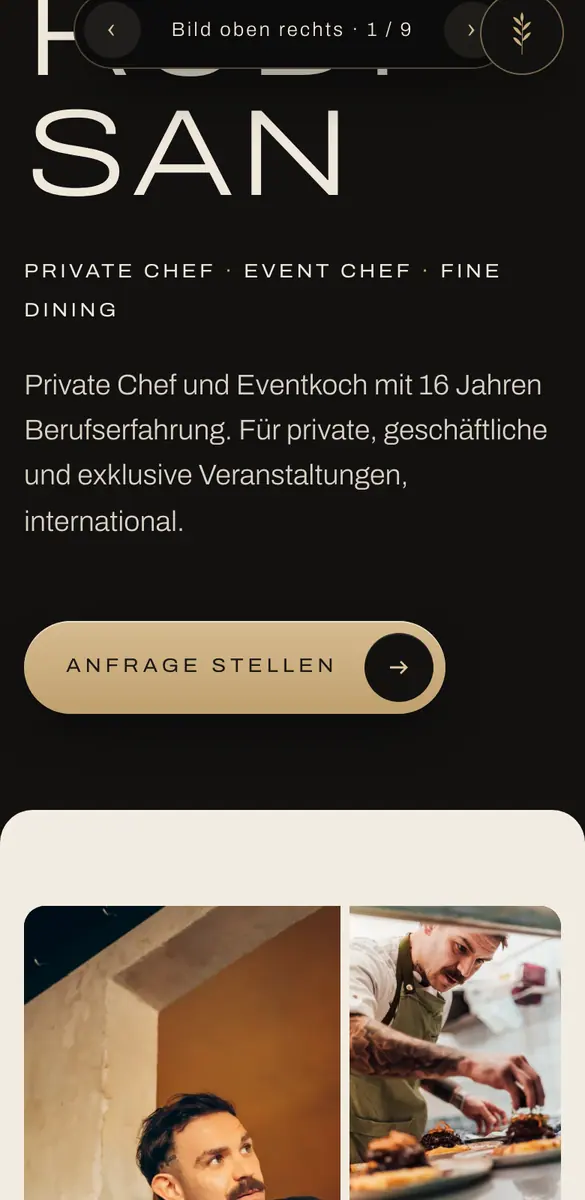 ‹ Bild oben rechts · 1 / 9 ›
SAN
PRIVATE CHEF · EVENT CHEF · FINE
DINING
Private Chef und Eventkoch mit 16 Jahren
Berufserfahrung. Für private, geschäftliche
und exklusive Veranstaltungen,
international.
ANFRAGE STELLEN →